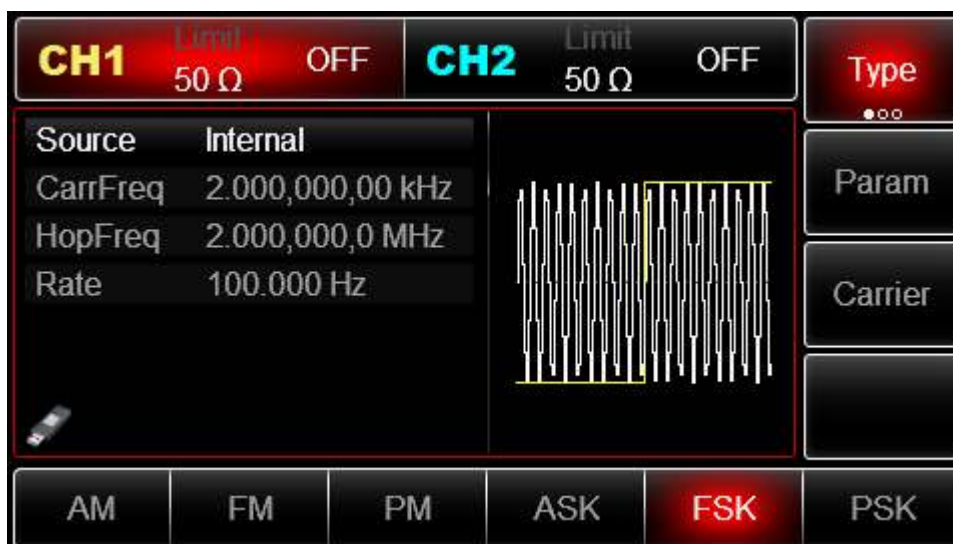 CH1 Limit 50 Ω OFF CH2 Limit 50 Ω OFF Type
Source Internal
CarrFreq 2.000,000,00 kHz
HopFreq 2.000,000,0 MHz
Rate 100.000 Hz
Param
Carrier
AM FM PM ASK FSK PSK